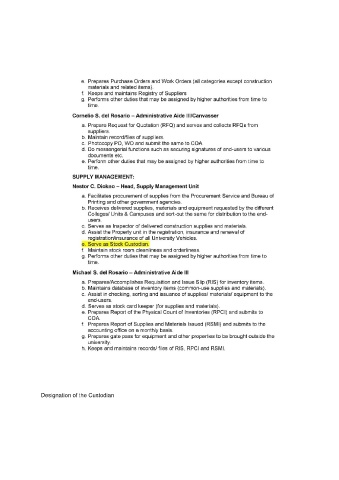 e. Prepares Purchase Orders and Work Orders (all categories except construction
materials and related items).
f. Keeps and maintains Registry of Suppliers
g. Performs other duties that may be assigned by higher authorities from time to
time.
Cornelio S. del Rosario – Administrative Aide III/Canvasser
a. Prepare Request for Quotation (RFQ) and serves and collects RFQs from
suppliers.
b. Maintain record/files of suppliers.
c. Photocopy PO, WO and submit the same to COA
d. Do messengerial functions such as securing signatures of end-users to various
documents etc.
e. Perform other duties that may be assigned by higher authorities from time to
time.
SUPPLY MANAGEMENT:
Nestor C. Diokno – Head, Supply Management Unit
a. Facilitates procurement of supplies from the Procurement Service and Bureau of
Printing and other government agencies.
b. Receives delivered supplies, materials and equipment requested by the different
Colleges/ Units & Campuses and sort-out the same for distribution to the end-
users.
c. Serves as Inspector of delivered construction supplies and materials.
d. Assist the Property unit in the registration, insurance and renewal of
registration/insurance of all University Vehicles.
e. Serve as Stock Custodian.
f. Maintain stock room cleanliness and orderliness.
g. Performs other duties that may be assigned by higher authorities from time to
time.
Michael S. del Rosario – Administrative Aide III
a. Prepares/Accomplishes Requisition and Issue Slip (RIS) for inventory items.
b. Maintains database of inventory items (common-use supplies and materials).
c. Assist in checking, sorting and issuance of supplies/ materials/ equipment to the
end-users.
d. Serves as stock card keeper (for supplies and materials).
e. Prepares Report of the Physical Count of Inventories (RPCI) and submits to
COA.
f. Prepares Report of Supplies and Materials Issued (RSMI) and submits to the
accounting office on a monthly basis.
g. Prepares gate pass for equipment and other properties to be brought outside the
university.
h. Keeps and maintains records/ files of RIS, RPCI and RSMI.
Designation of the Custodian